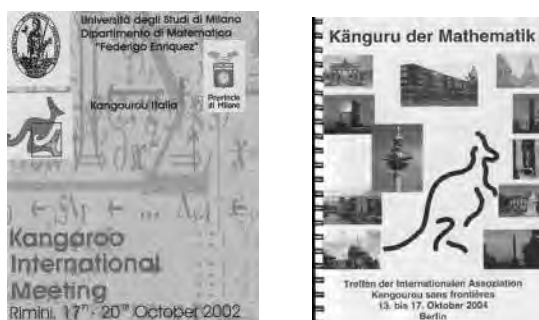 Università degli Studi di Milano
Dipartimento di Matematica
"Federigo Enriquez"
Kangourou Italia
Provincia
di Milano
Kangaroo
International
Meeting
Rimini, 17th - 20th October 2002
Känguru der Mathematik
Treffen der Internationalen Assoziation
Kangourou sans frontières
13. bis 17. Oktober 2004
Berlin